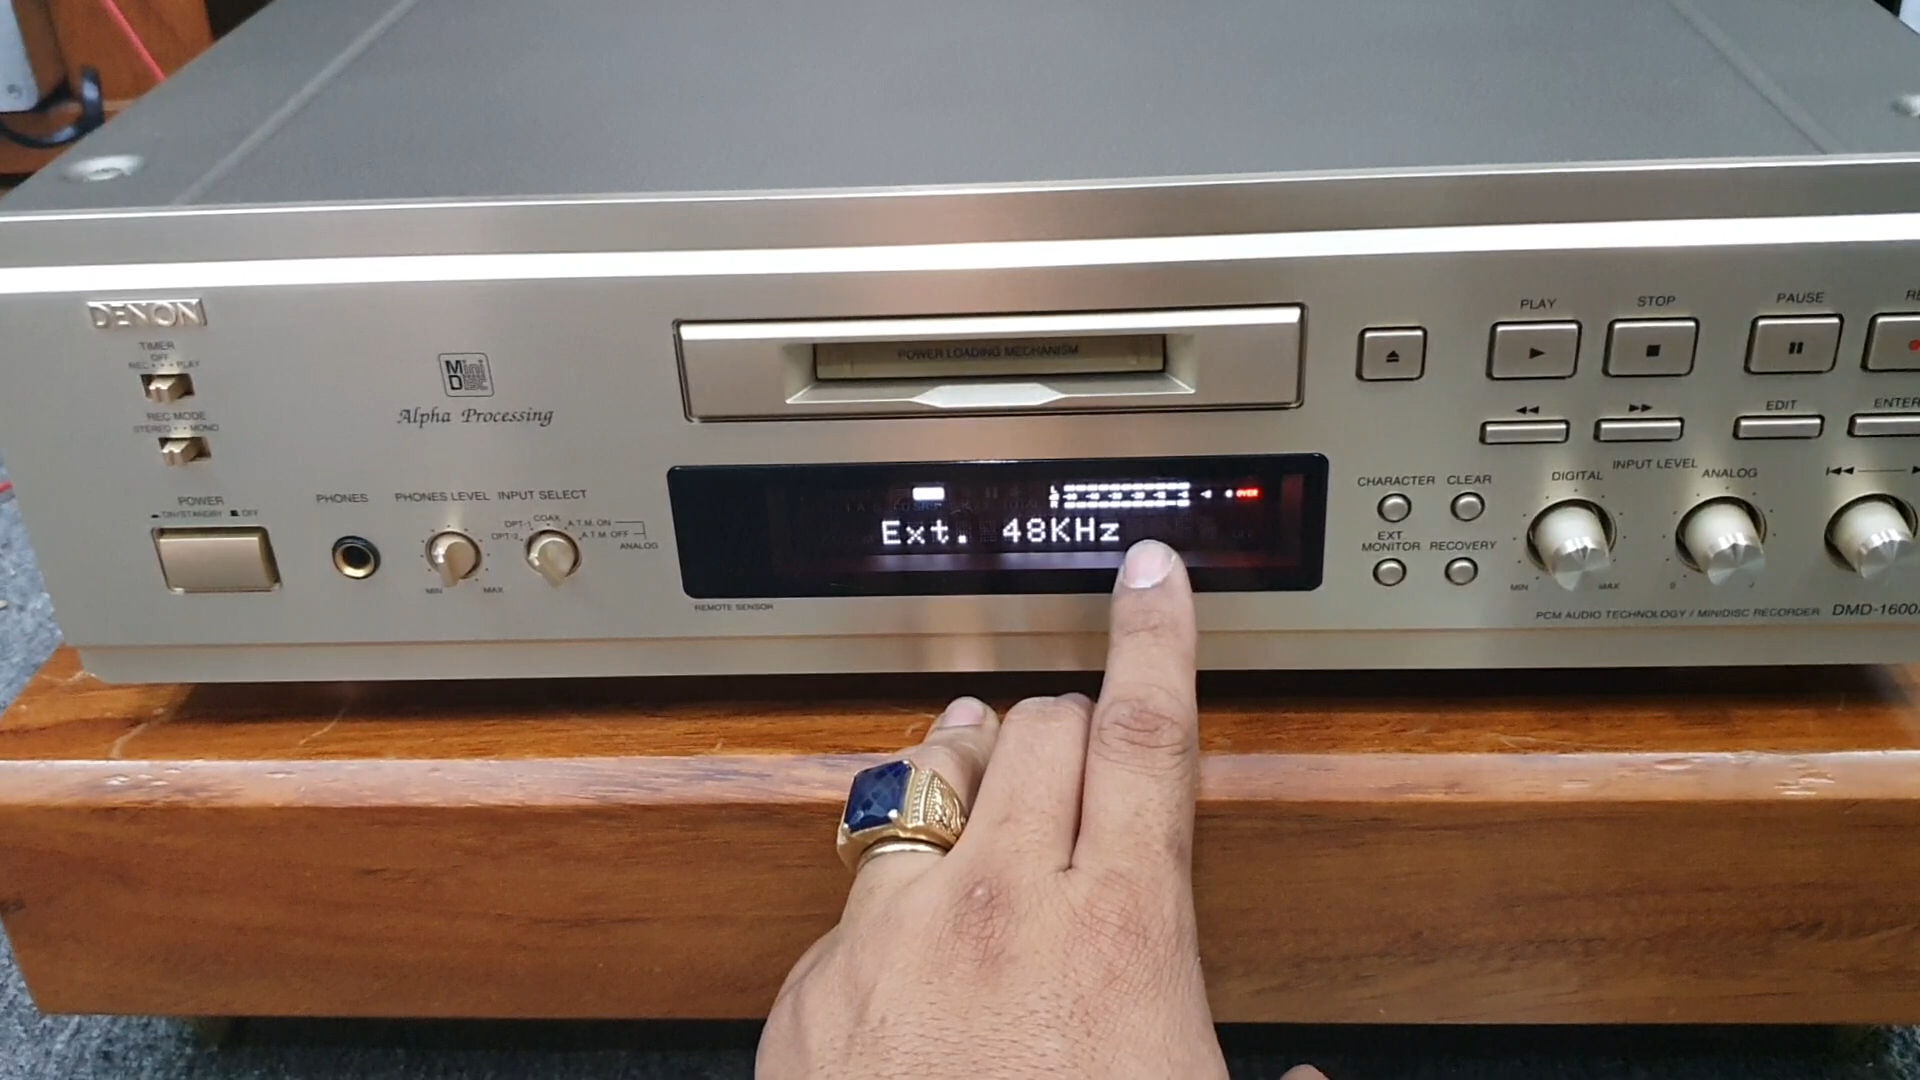 DENON
TIMER
OFF
REC PLAY
REC MODE
STEREO MONO
POWER
ON/STANDBY OFF
PHONES
PHONES LEVEL
MIN MAX
INPUT SELECT
COAX
OPT-1
OPT-2
A.T.M. ON
A.T.M. OFF
ANALOG
Mini
MD
Alpha Processing
POWER LOADING MECHANISM
L
R
OVER
Ext. 48KHz
REMOTE SENSOR
PLAY
STOP
PAUSE
EDIT
ENTER
CHARACTER
CLEAR
EXT.
MONITOR
RECOVERY
INPUT LEVEL
DIGITAL
ANALOG
MIN MAX
PCM AUDIO TECHNOLOGY / MINIDISC RECORDER DMD-1600A